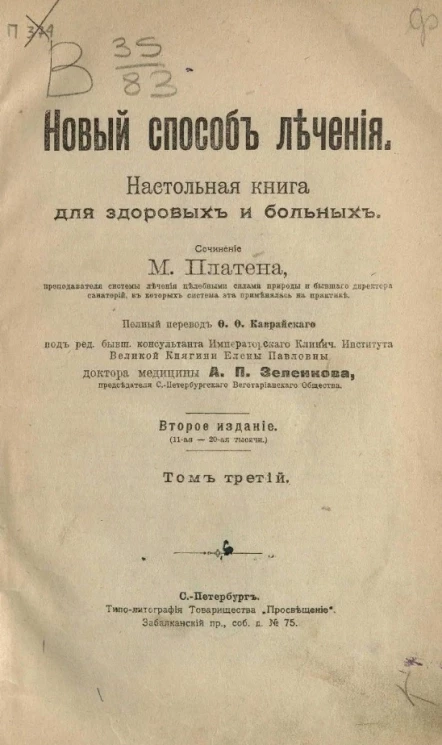 П 344
В 35
83
Новый способъ лѣченія.
Настольная книга
для здоровыхъ и больныхъ.
Сочиненіе
М. Платена,
преподавателя системы лѣченія цѣлебными силами природы и бывшаго директора
санаторій, въ которыхъ система эта примѣнялась на практикѣ.
Полный переводъ Ѳ. Ѳ. Каврайскаго
подъ ред. бывш. консультанта Императорскаго Клинич. Института
Великой Княгини Елены Павловны
доктора медицины А. П. Зеленкова,
предсѣдателя С.-Петербургскаго Вегетаріанскаго Общества.
Второе изданіе.
(11-ая — 20-ая тысячи.)
Томъ третій.
С.-Петербургъ.
Типо-литографія Товарищества „Просвѣщеніе“.
Забалканскій пр., соб. д. № 75.